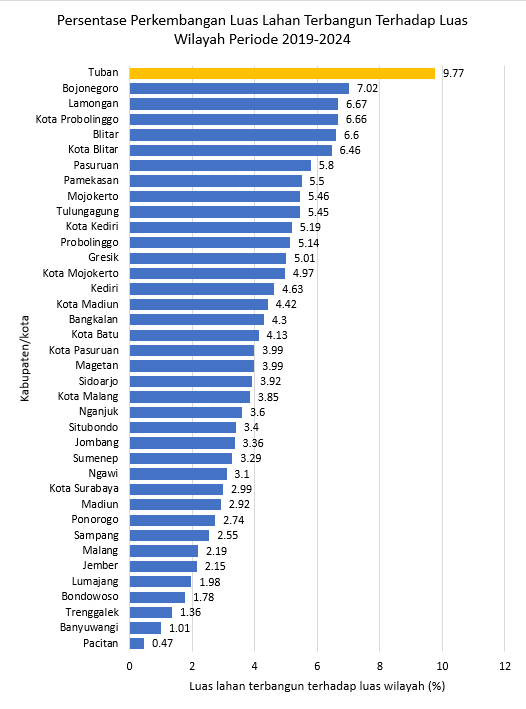 Persentase Perkembangan Luas Lahan Terbangun Terhadap Luas
Wilayah Periode 2019-2024
Kabupaten/kota
Tuban 9.77
Bojonegoro 7.02
Lamongan 6.67
Kota Probolinggo 6.66
Blitar 6.6
Kota Blitar 6.46
Pasuruan 5.8
Pamekasan 5.5
Mojokerto 5.46
Tulungagung 5.45
Kota Kediri 5.19
Probolinggo 5.14
Gresik 5.01
Kota Mojokerto 4.97
Kediri 4.63
Kota Madiun 4.42
Bangkalan 4.3
Kota Batu 4.13
Kota Pasuruan 3.99
Magetan 3.99
Sidoarjo 3.92
Kota Malang 3.85
Nganjuk 3.6
Situbondo 3.4
Jombang 3.36
Sumenep 3.29
Ngawi 3.1
Kota Surabaya 2.99
Madiun 2.92
Ponorogo 2.74
Sampang 2.55
Malang 2.19
Jember 2.15
Lumajang 1.98
Bondowoso 1.78
Trenggalek 1.36
Banyuwangi 1.01
Pacitan 0.47
0 2 4 6 8 10 12
Luas lahan terbangun terhadap luas wilayah (%)